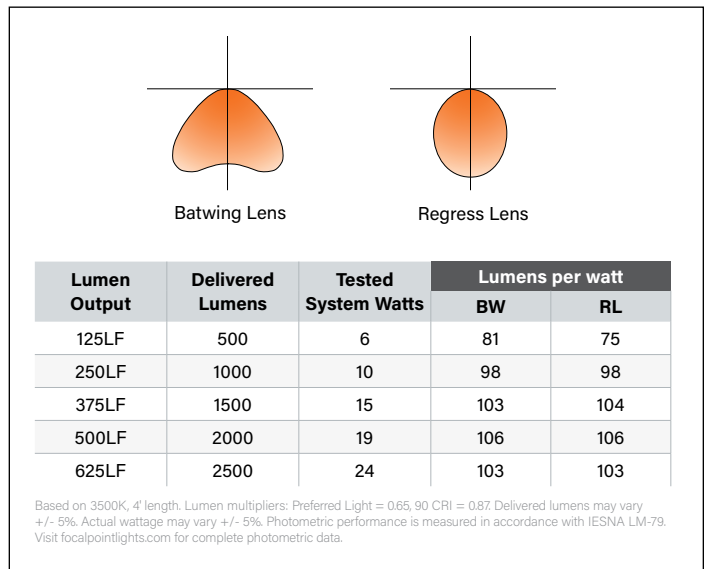 Batwing Lens
Regress Lens
Lumen Output Delivered Lumens Tested System Watts Lumens per watt
BW RL
125LF 500 6 81 75
250LF 1000 10 98 98
375LF 1500 15 103 104
500LF 2000 19 106 106
625LF 2500 24 103 103
Based on 3500K, 4' length. Lumen multipliers: Preferred Light = 0.65, 90 CRI = 0.87. Delivered lumens may vary
+/- 5%. Actual wattage may vary +/- 5%. Photometric performance is measured in accordance with IESNA LM-79.
Visit focalpointlights.com for complete photometric data.